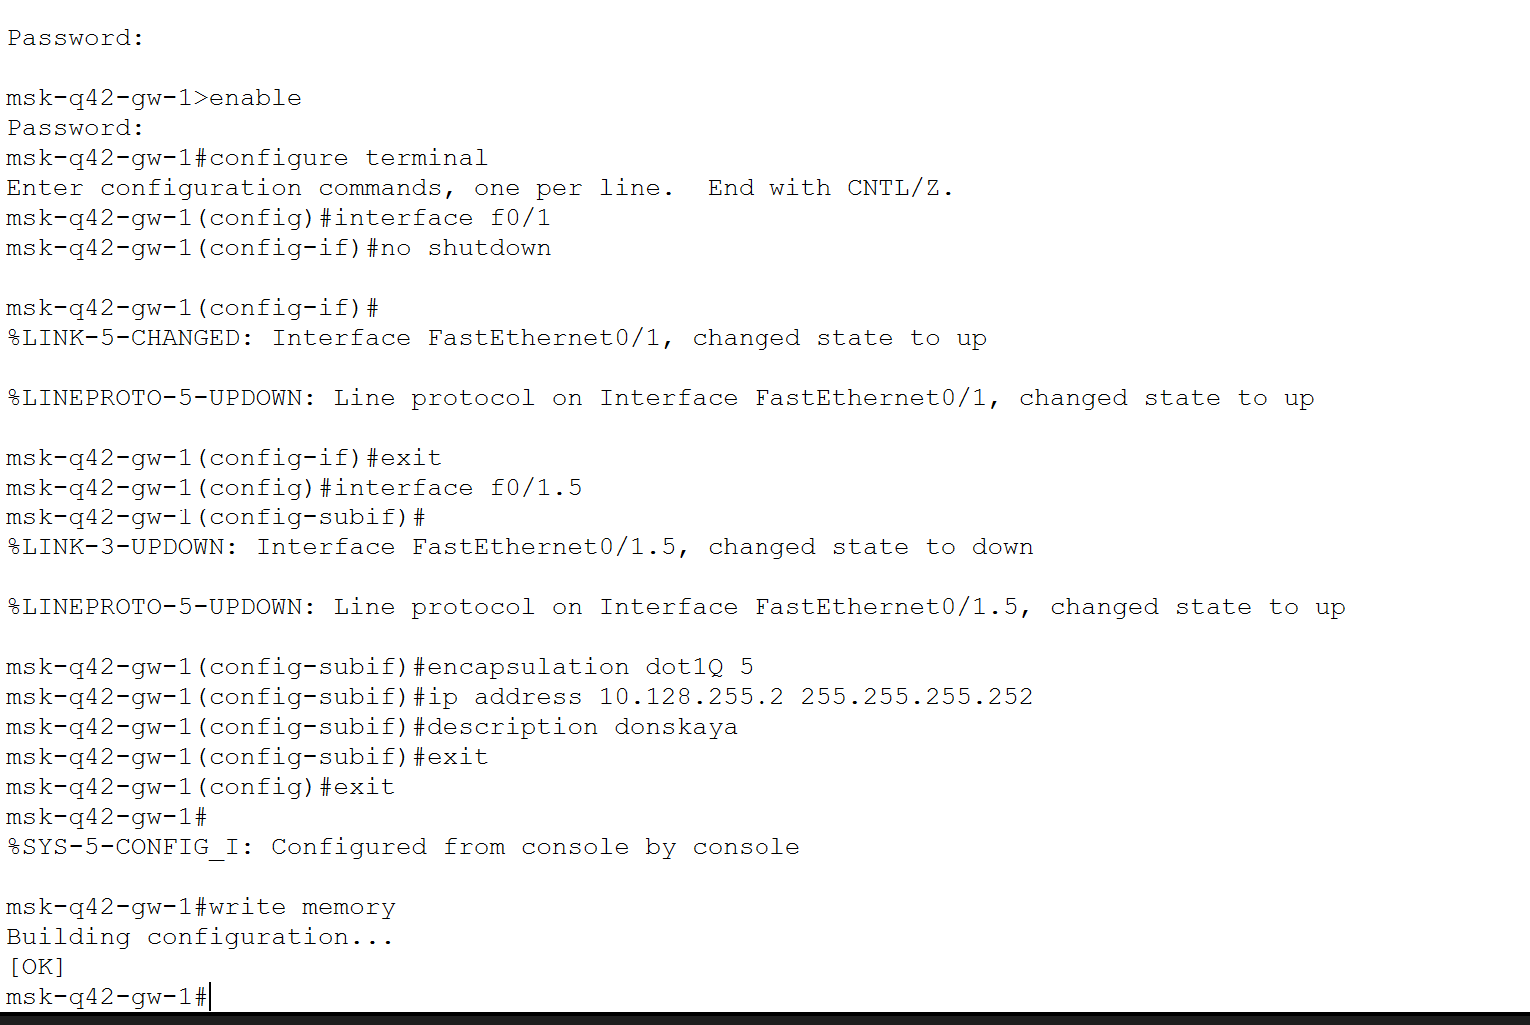 Password:
msk-q42-gw-1>enable
Password:
msk-q42-gw-1#configure terminal
Enter configuration commands, one per line.  End with CNTL/Z.
msk-q42-gw-1(config)#interface f0/1
msk-q42-gw-1(config-if)#no shutdown
msk-q42-gw-1(config-if)#
%LINK-5-CHANGED: Interface FastEthernet0/1, changed state to up
%LINEPROTO-5-UPDOWN: Line protocol on Interface FastEthernet0/1, changed state to up
msk-q42-gw-1(config-if)#exit
msk-q42-gw-1(config)#interface f0/1.5
msk-q42-gw-1(config-subif)#
%LINK-3-UPDOWN: Interface FastEthernet0/1.5, changed state to down
%LINEPROTO-5-UPDOWN: Line protocol on Interface FastEthernet0/1.5, changed state to up
msk-q42-gw-1(config-subif)#encapsulation dot1Q 5
msk-q42-gw-1(config-subif)#ip address 10.128.255.2 255.255.255.252
msk-q42-gw-1(config-subif)#description donskaya
msk-q42-gw-1(config-subif)#exit
msk-q42-gw-1(config)#exit
msk-q42-gw-1#
%SYS-5-CONFIG_I: Configured from console by console
msk-q42-gw-1#write memory
Building configuration...
[OK]
msk-q42-gw-1#